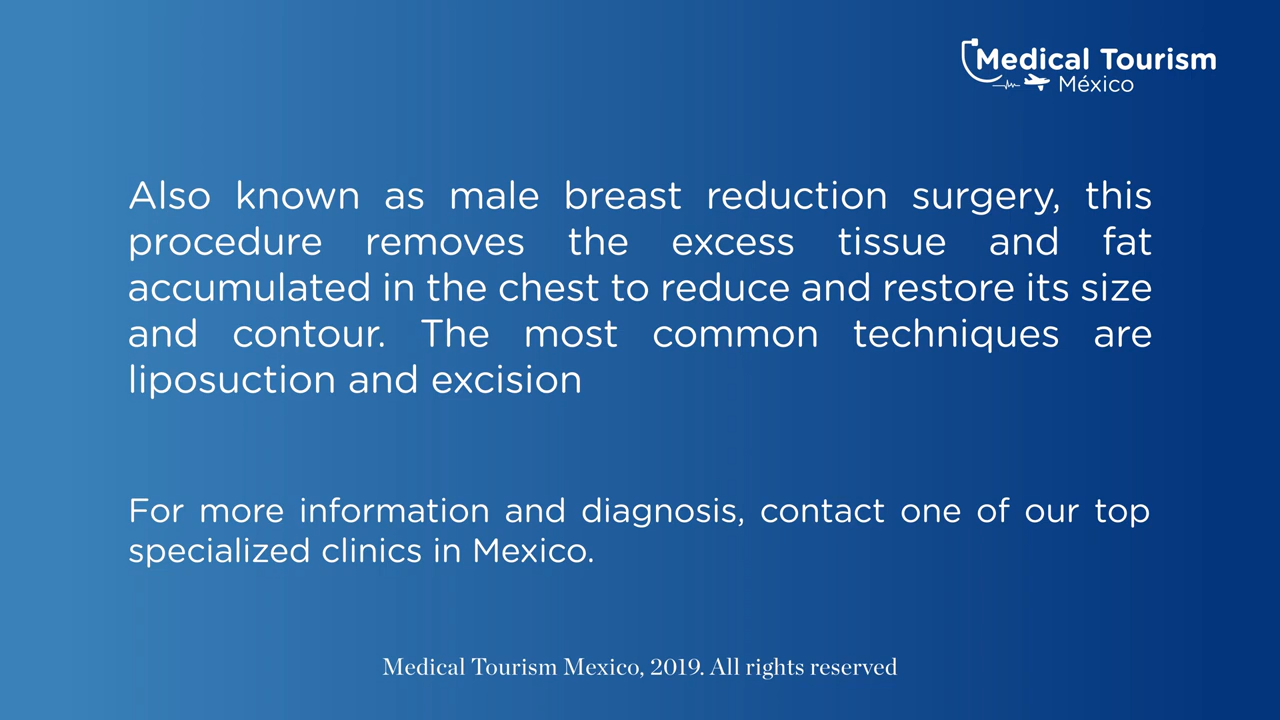 Medical Tourism
México
Also known as male breast reduction surgery, this
procedure removes the excess tissue and fat
accumulated in the chest to reduce and restore its size
and contour. The most common techniques are
liposuction and excision
For more information and diagnosis, contact one of our top
specialized clinics in Mexico.
Medical Tourism Mexico, 2019. All rights reserved